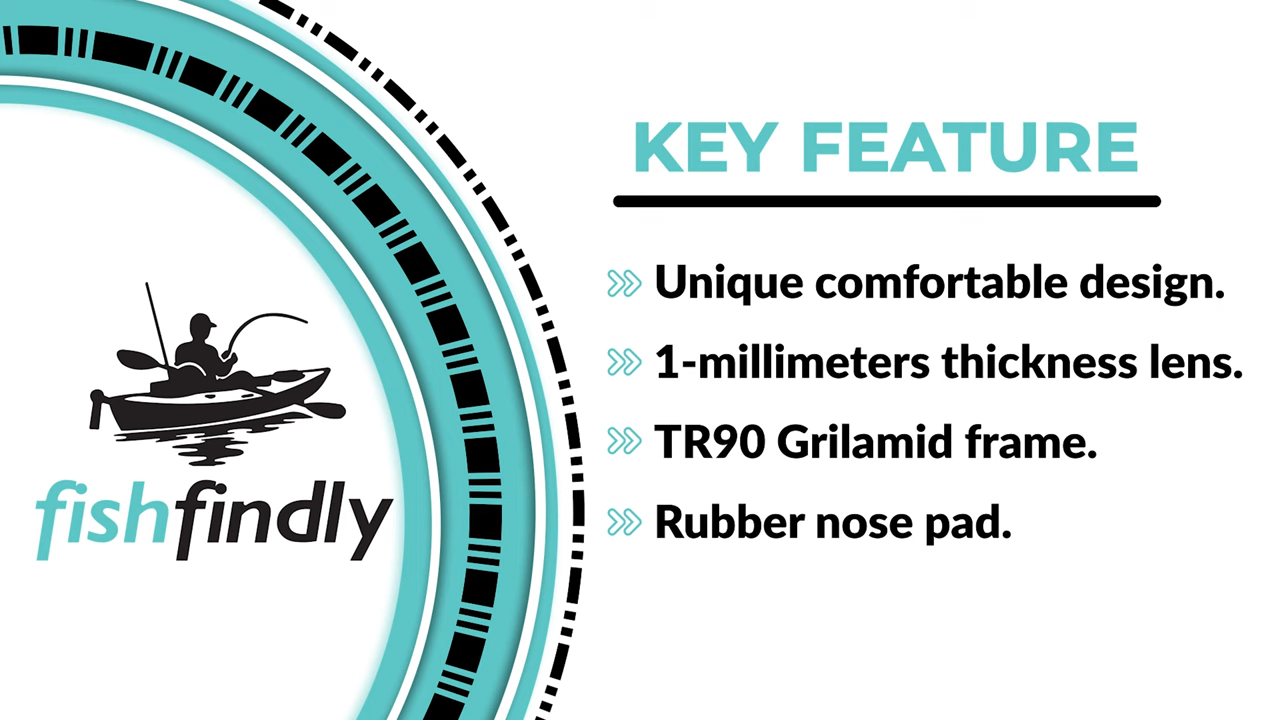 KEY FEATURE
Unique comfortable design.
1-millimeters thickness lens.
TR90 Grilamid frame.
Rubber nose pad.
fishfindly